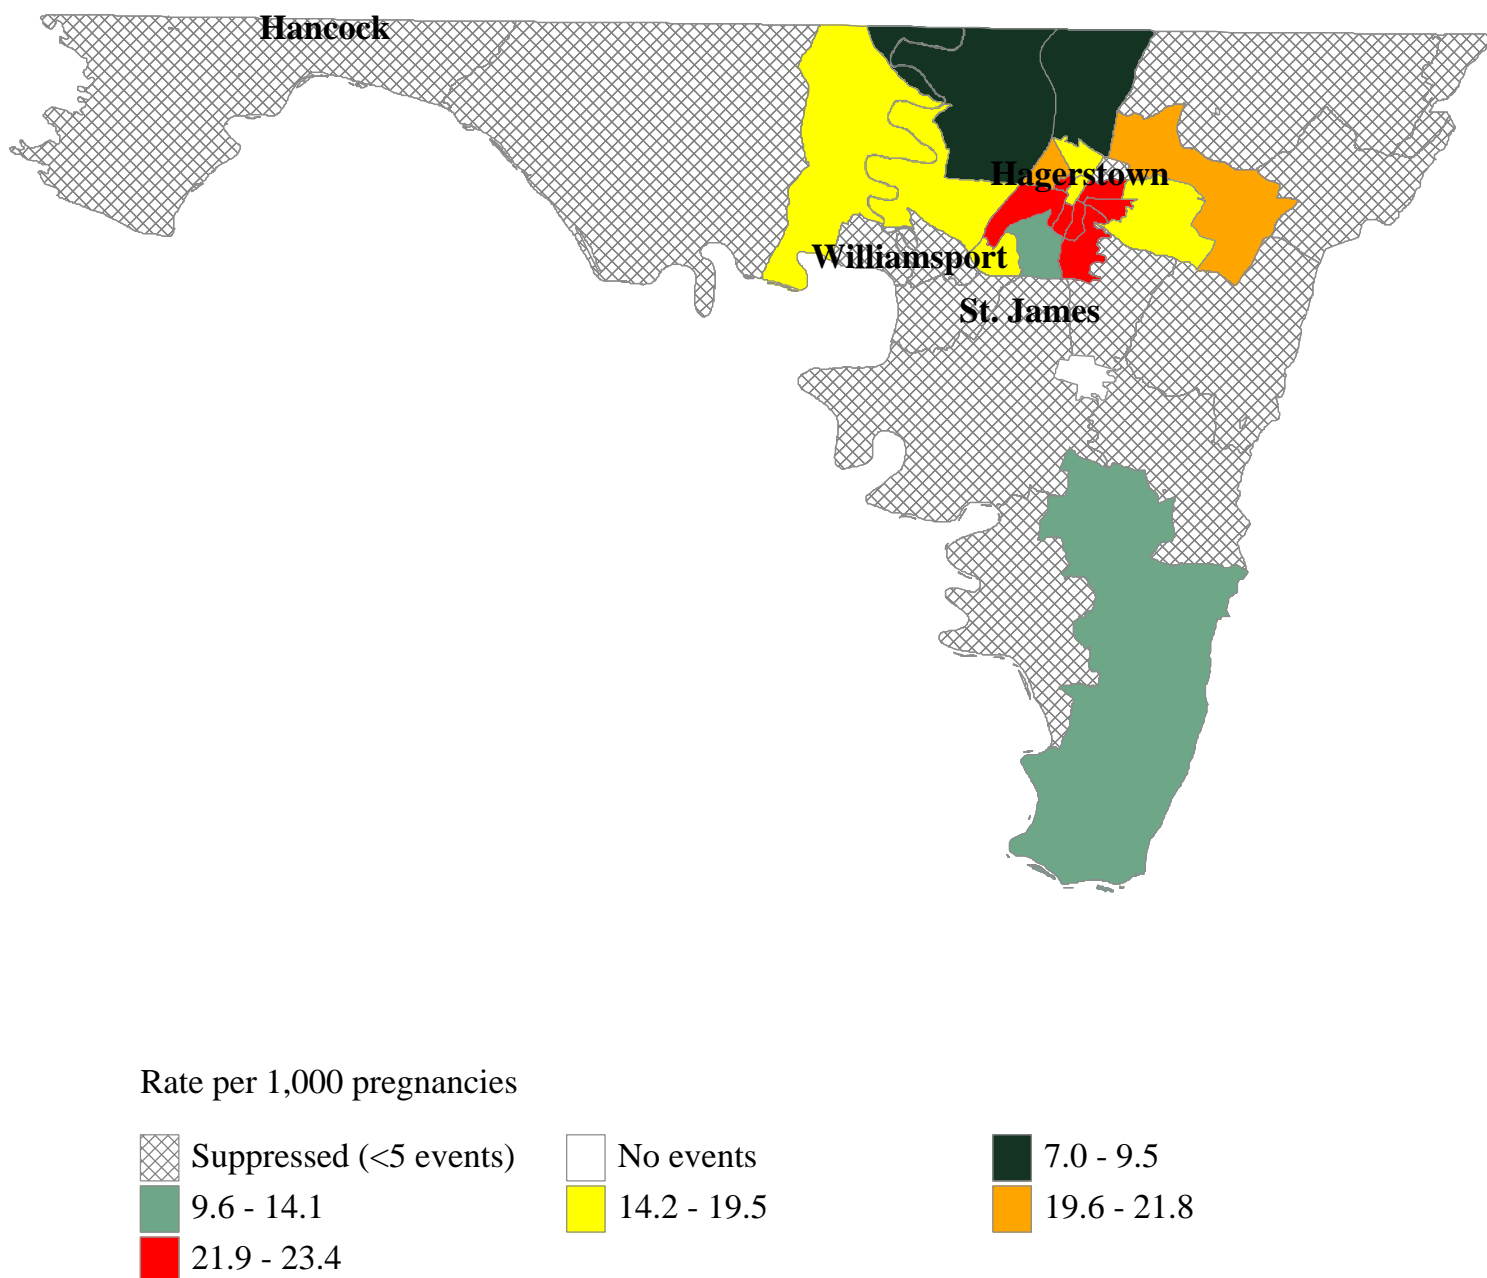 Hancock
Hagerstown
Williamsport
St. James
Rate per 1,000 pregnancies
Suppressed (<5 events) No events 7.0 - 9.5
9.6 - 14.1 14.2 - 19.5 19.6 - 21.8
21.9 - 23.4